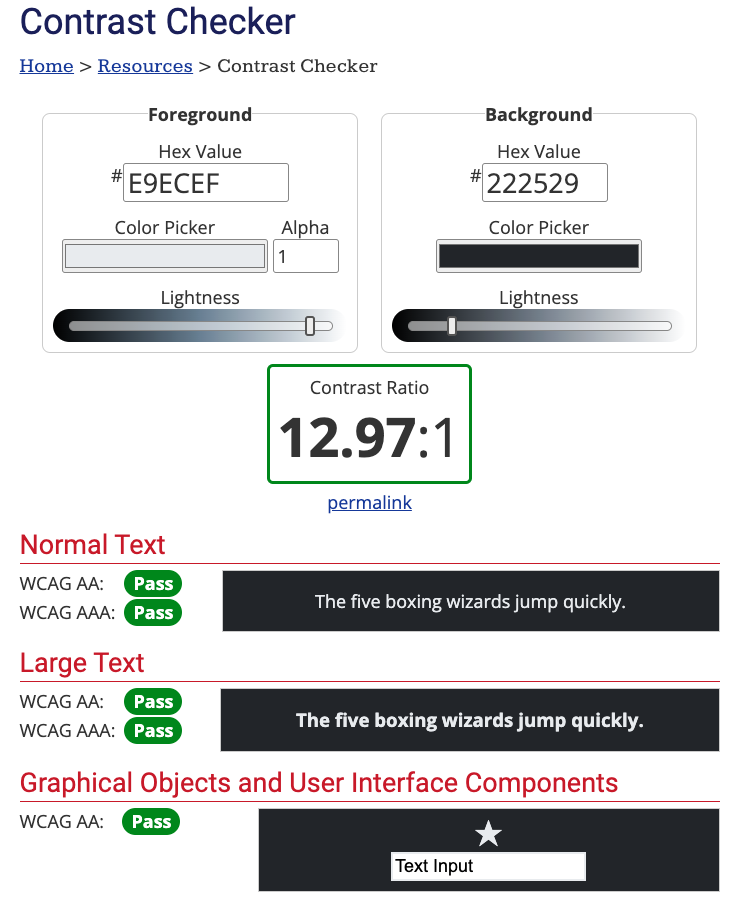 Contrast Checker
Home > Resources > Contrast Checker
Foreground
Hex Value
#E9ECEF
Color Picker Alpha
1
Lightness
Background
Hex Value
#222529
Color Picker
Lightness
Contrast Ratio
12.97:1
permalink
Normal Text
WCAG AA: Pass
WCAG AAA: Pass
The five boxing wizards jump quickly.
Large Text
WCAG AA: Pass
WCAG AAA: Pass
The five boxing wizards jump quickly.
Graphical Objects and User Interface Components
WCAG AA: Pass
Text Input